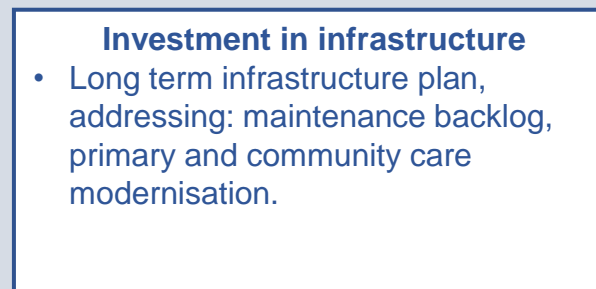 Investment in infrastructure
• Long term infrastructure plan,
addressing: maintenance backlog,
primary and community care
modernisation.